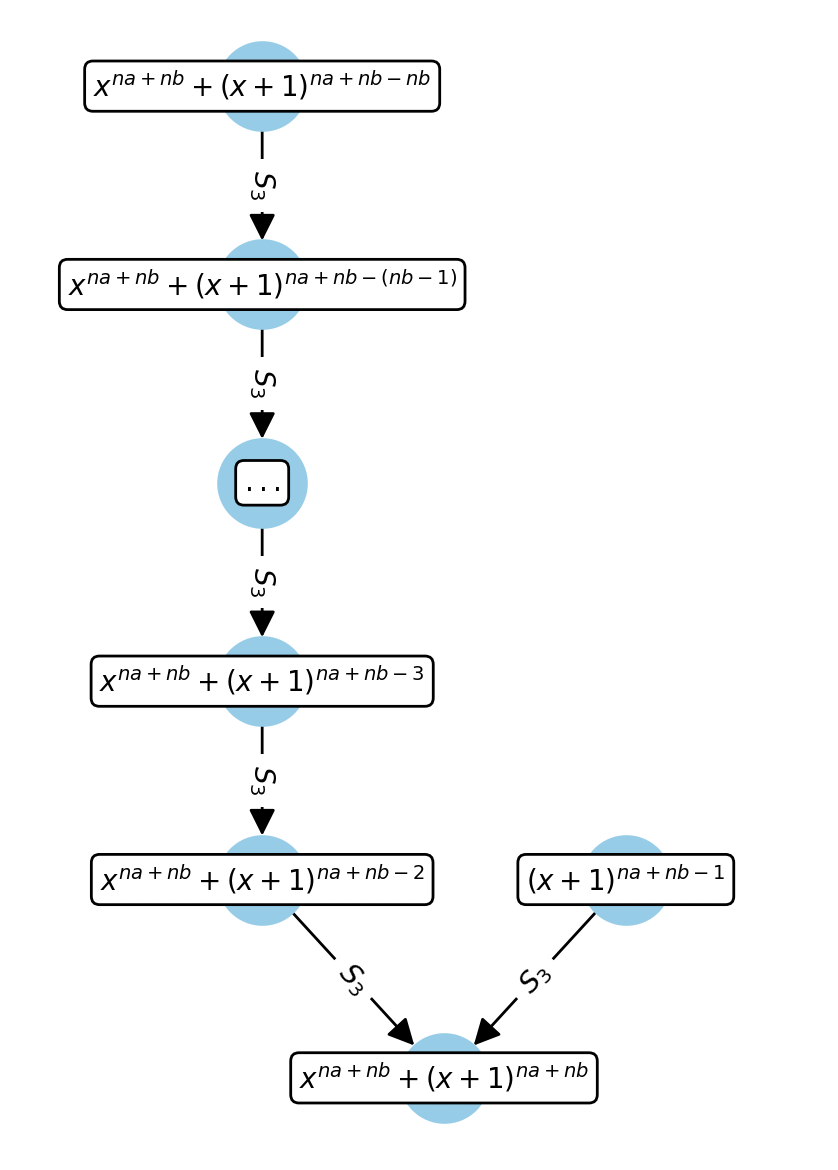 $x^{na+nb} + (x+1)^{na+nb-nb}$
$S_3$
$x^{na+nb} + (x+1)^{na+nb-(nb-1)}$
$S_3$
...
$S_3$
$x^{na+nb} + (x+1)^{na+nb-3}$
$S_3$
$x^{na+nb} + (x+1)^{na+nb-2}$
$(x+1)^{na+nb-1}$
$S_3$
$S_3$
$x^{na+nb} + (x+1)^{na+nb}$